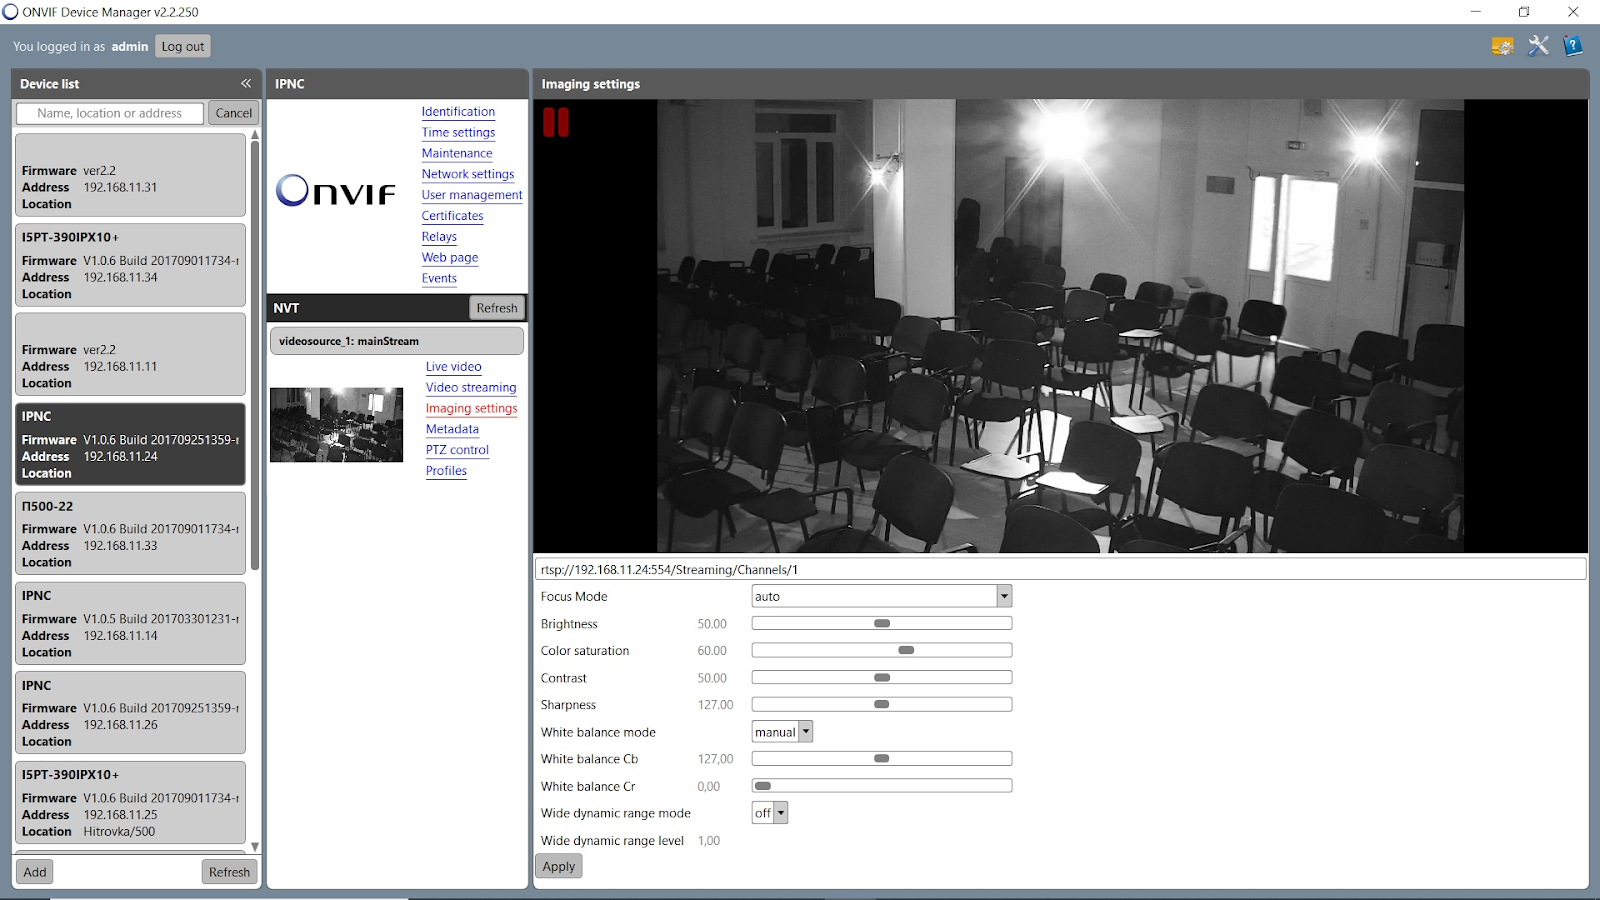 ONVIF Device Manager v2.2.250
You logged in as admin Log out
Device list
Name, location or address Cancel
Firmware ver2.2
Address 192.168.11.31
Location
I5PT-390IPX10+
Firmware V1.0.6 Build 201709011734-r
Address 192.168.11.34
Location
Firmware ver2.2
Address 192.168.11.11
Location
IPNC
Firmware V1.0.6 Build 201709251359-r
Address 192.168.11.24
Location
П500-22
Firmware V1.0.6 Build 201709011734-r
Address 192.168.11.33
Location
IPNC
Firmware V1.0.5 Build 201703301231-r
Address 192.168.11.14
Location
IPNC
Firmware V1.0.6 Build 201709251359-r
Address 192.168.11.26
Location
I5PT-390IPX10+
Firmware V1.0.6 Build 201709011734-r
Address 192.168.11.25
Location Hitrovka/500
Add Refresh
IPNC
ONVIF
Identification
Time settings
Maintenance
Network settings
User management
Certificates
Relays
Web page
Events
NVT Refresh
videosource_1: mainStream
Live video
Video streaming
Imaging settings
Metadata
PTZ control
Profiles
Imaging settings
rtsp://192.168.11.24:554/Streaming/Channels/1
Focus Mode auto
Brightness 50.00
Color saturation 60.00
Contrast 50.00
Sharpness 127.00
White balance mode manual
White balance Cb 127,00
White balance Cr 0,00
Wide dynamic range mode off
Wide dynamic range level 1,00
Apply